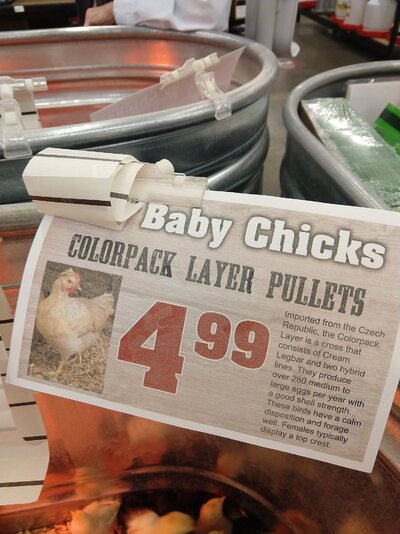 Baby Chicks
COLORPACK LAYER PULLETS
4 99
Imported from the Czech
Republic, the Colorpack
Layer is a cross that
consists of Cream
Legbar and two hybrid
lines. They produce
over 280 medium to
large eggs per year with
a good shell strength.
These birds have a calm
disposition and forage
well. Females typically
display a top crest.